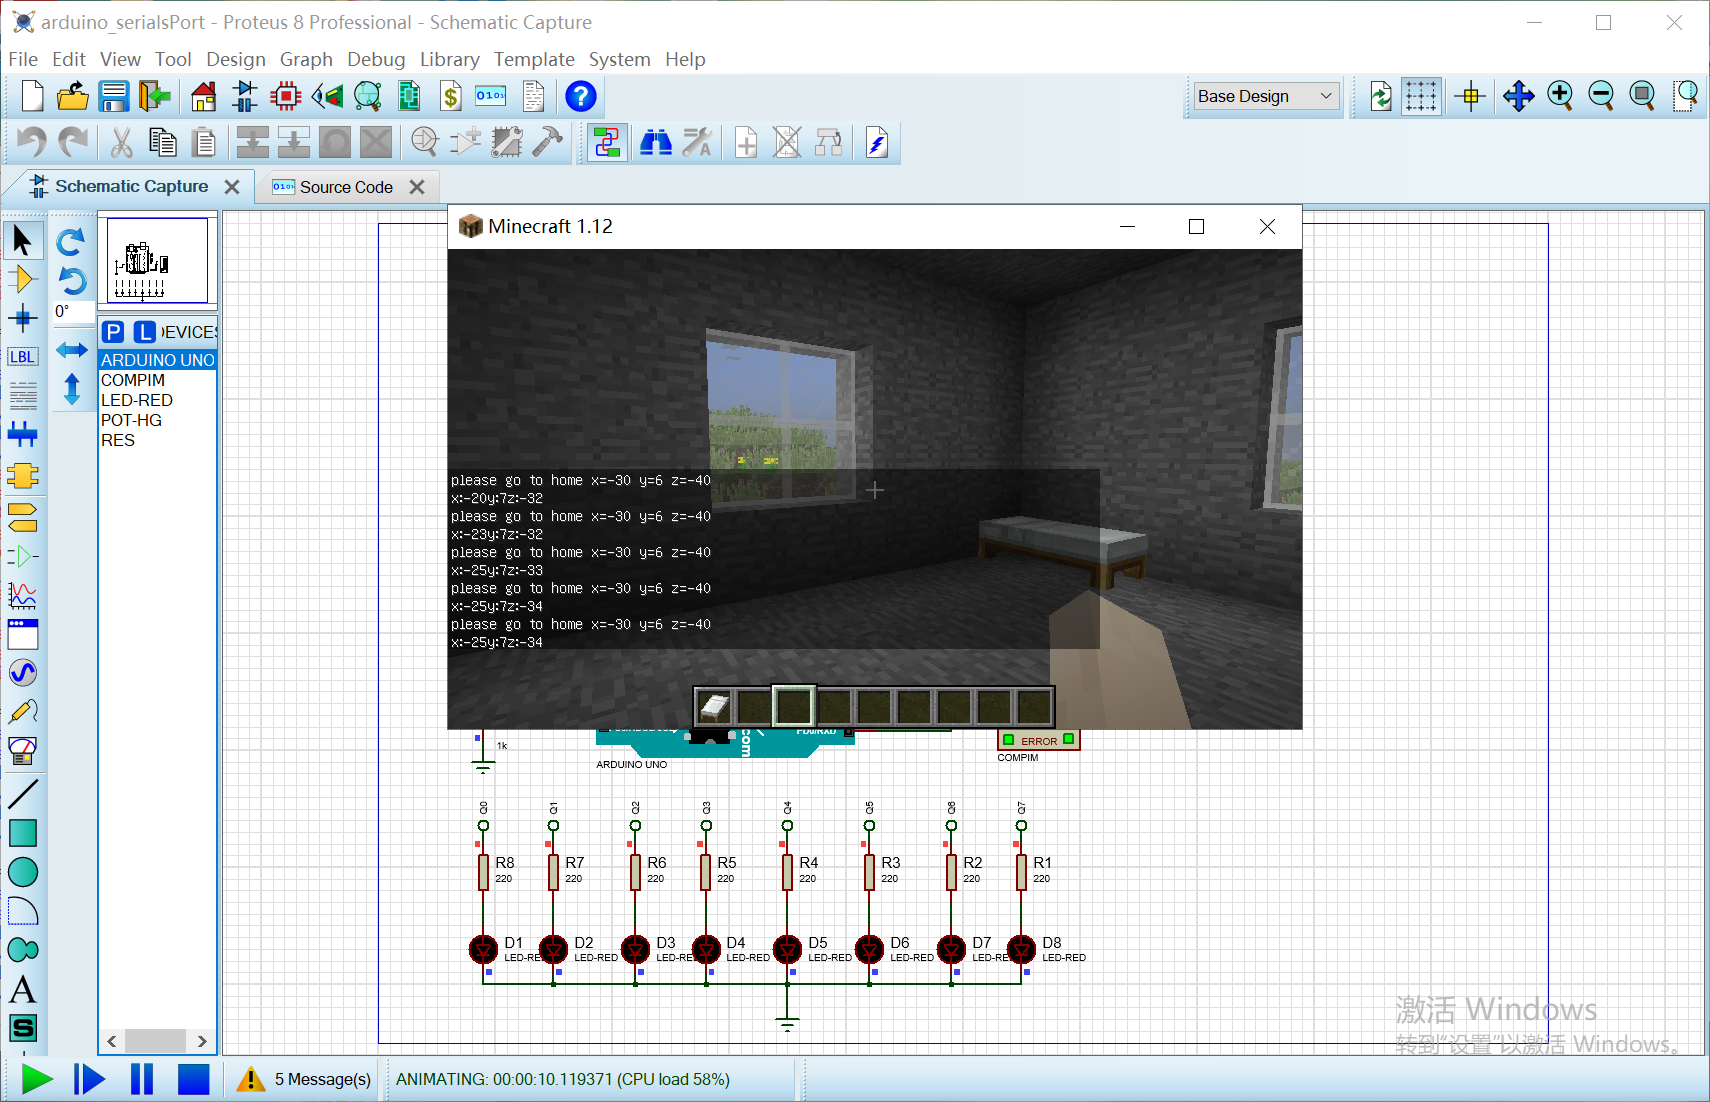 arduino_serialsPort - Proteus 8 Professional - Schematic Capture
File Edit View Tool Design Graph Debug Library Template System Help
Base Design
Schematic Capture
Source Code
Minecraft 1.12
0°
P L
LBL
ARDUINO UNO
COMPIM
LED-RED
POT-HG
RES
please go to home x=-30 y=6 z=-40
x:-20y:7z:-32
please go to home x=-30 y=6 z=-40
x:-23y:7z:-32
please go to home x=-30 y=6 z=-40
x:-25y:7z:-33
please go to home x=-30 y=6 z=-40
x:-25y:7z:-34
please go to home x=-30 y=6 z=-40
x:-25y:7z:-34
1k
ARDUINO UNO
ERROR
COMPIM
Q0 Q1 Q2 Q3 Q4 Q5 Q6 Q7
R8 R7 R6 R5 R4 R3 R2 R1
220 220 220 220 220 220 220 220
D1 D2 D3 D4 D5 D6 D7 D8
LED-RE LED-RED LED-RE LED-RED LED-RED LED-RED LED-RE LED-RED
激活 Windows
转到“设置”以激活 Windows。
5 Message(s)
ANIMATING: 00:00:10.119371 (CPU load 58%)